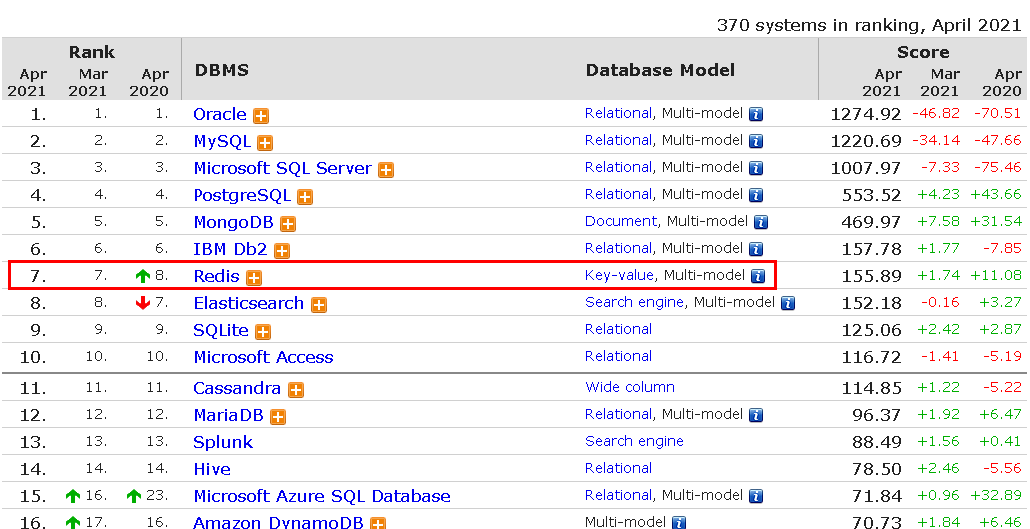 370 systems in ranking, April 2021
Rank DBMS Database Model Score
Apr 2021 Mar 2021 Apr 2020 Apr 2021 Mar 2021 Apr 2020
1. 1. 1. Oracle Relational, Multi-model 1274.92 -46.82 -70.51
2. 2. 2. MySQL Relational, Multi-model 1220.69 -34.14 -47.66
3. 3. 3. Microsoft SQL Server Relational, Multi-model 1007.97 -7.33 -75.46
4. 4. 4. PostgreSQL Relational, Multi-model 553.52 +4.23 +43.66
5. 5. 5. MongoDB Document, Multi-model 469.97 +7.58 +31.54
6. 6. 6. IBM Db2 Relational, Multi-model 157.78 +1.77 -7.85
7. 7. 8. Redis Key-value, Multi-model 155.89 +1.74 +11.08
8. 8. 7. Elasticsearch Search engine, Multi-model 152.18 -0.16 +3.27
9. 9. 9. SQLite Relational 125.06 +2.42 +2.87
10. 10. 10. Microsoft Access Relational 116.72 -1.41 -5.19
11. 11. 11. Cassandra Wide column 114.85 +1.22 -5.22
12. 12. 12. MariaDB Relational, Multi-model 96.37 +1.92 +6.47
13. 13. 13. Splunk Search engine 88.49 +1.56 +0.41
14. 14. 14. Hive Relational 78.50 +2.46 -5.56
15. 16. 23. Microsoft Azure SQL Database Relational, Multi-model 71.84 +0.96 +32.89
16. 17. 16. Amazon DynamoDB Multi-model 70.73 +1.84 +6.46